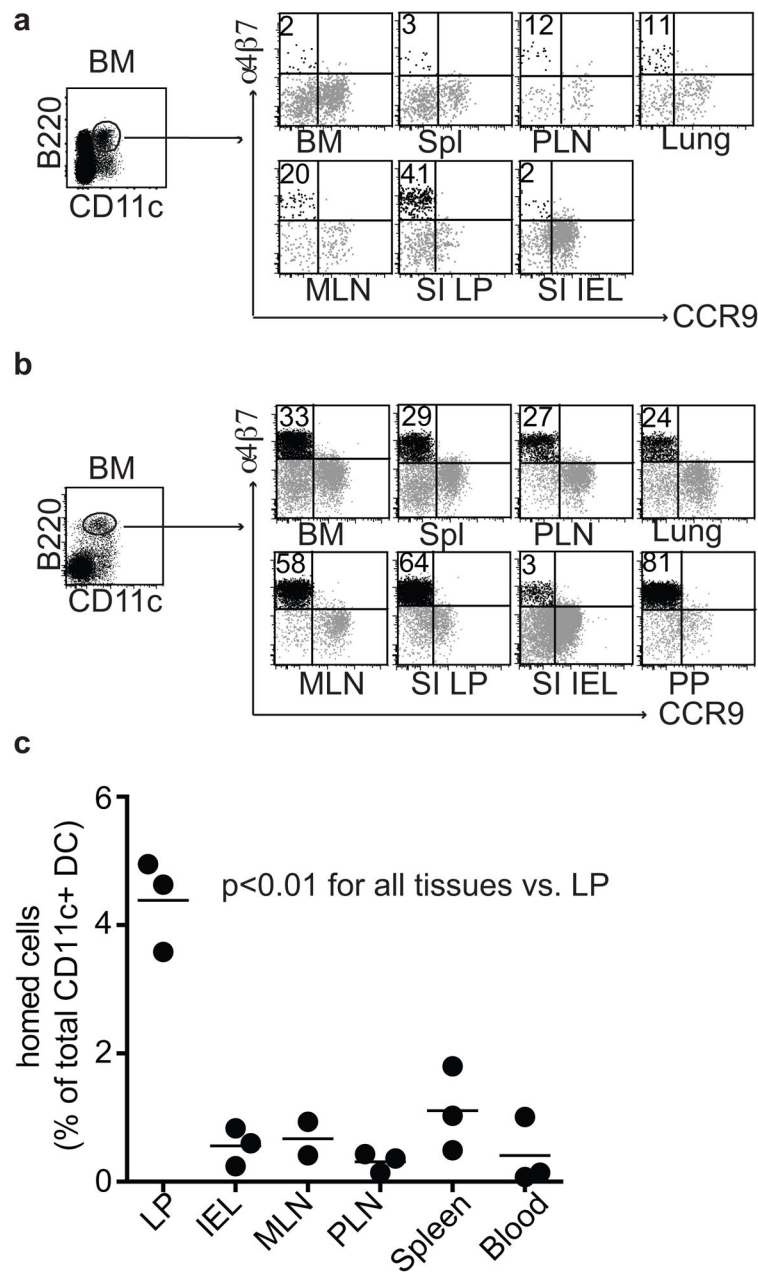 a
BM
B220
CD11c
α4β7
2
3
12
11
BM
Spl
PLN
Lung
20
41
2
MLN
SI LP
SI IEL
CCR9
b
BM
B220
CD11c
α4β7
33
29
27
24
BM
Spl
PLN
Lung
58
64
3
81
MLN
SI LP
SI IEL
PP
CCR9
c
homed cells
(% of total CD11c+ DC)
6
4
2
0
p<0.01 for all tissues vs. LP
LP
IEL
MLN
PLN
Spleen
Blood